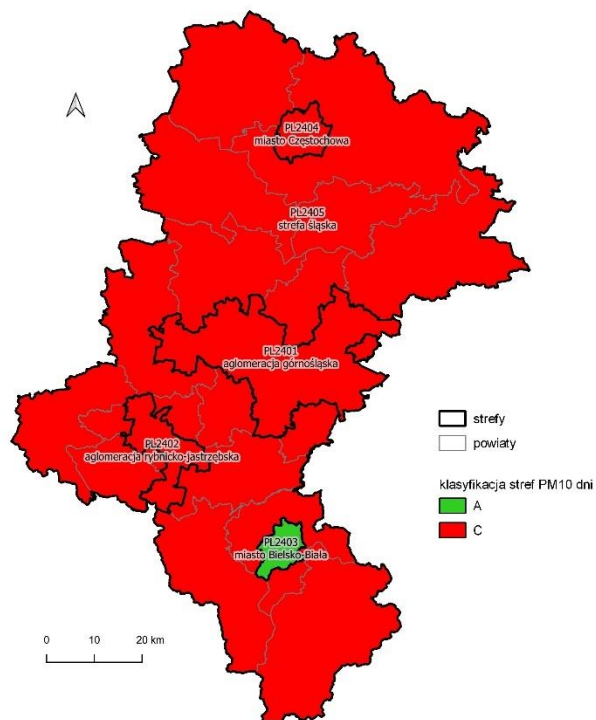 PL2404
miasto Częstochowa
PL2405
strefa śląska
PL2401
aglomeracja górnośląska
PL2402
aglomeracja rybnicko-jastrzębska
PL2403
miasto Bielsko-Biała
strefy
powiaty
klasyfikacja stref PM10 dni
A
C
0 10 20 km